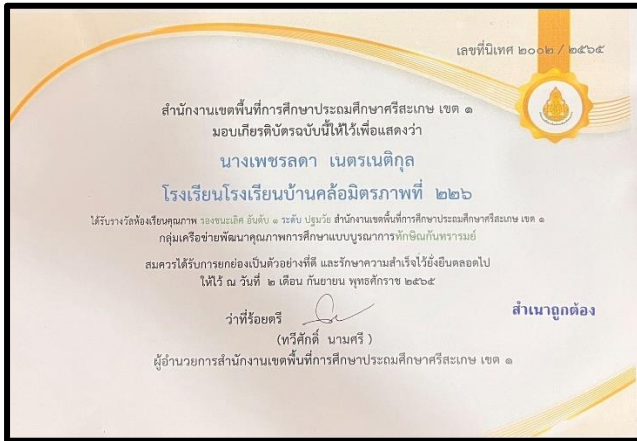 เลขที่นิเทศ ๒๐๐๒ / ๒๕๖๕
สำนักงานเขตพื้นที่การศึกษาประถมศึกษาศรีสะเกษ เขต ๑
มอบเกียรติบัตรฉบับนี้ให้ไว้เพื่อแสดงว่า
นางเพชรลดา เนตรเนติกุล
โรงเรียนโรงเรียนบ้านคล้อมิตรภาพที่ ๒๒๖
ได้รับรางวัลห้องเรียนคุณภาพ รองชนะเลิศ อันดับ ๑ ระดับ ปฐมวัย สำนักงานเขตพื้นที่การศึกษาประถมศึกษาศรีสะเกษ เขต ๑
กลุ่มเครือข่ายพัฒนาคุณภาพการศึกษาแบบบูรณาการทักษิณกันทรารมย์
สมควรได้รับการยกย่องเป็นตัวอย่างที่ดี และรักษาความสำเร็จไว้ยั่งยืนตลอดไป
ให้ไว้ ณ วันที่ ๒ เดือน กันยายน พุทธศักราช ๒๕๖๕
ว่าที่ร้อยตรี
สำเนาถูกต้อง
(ทวีศักดิ์ นามศรี )
ผู้อำนวยการสำนักงานเขตพื้นที่การศึกษาประถมศึกษาศรีสะเกษ เขต ๑